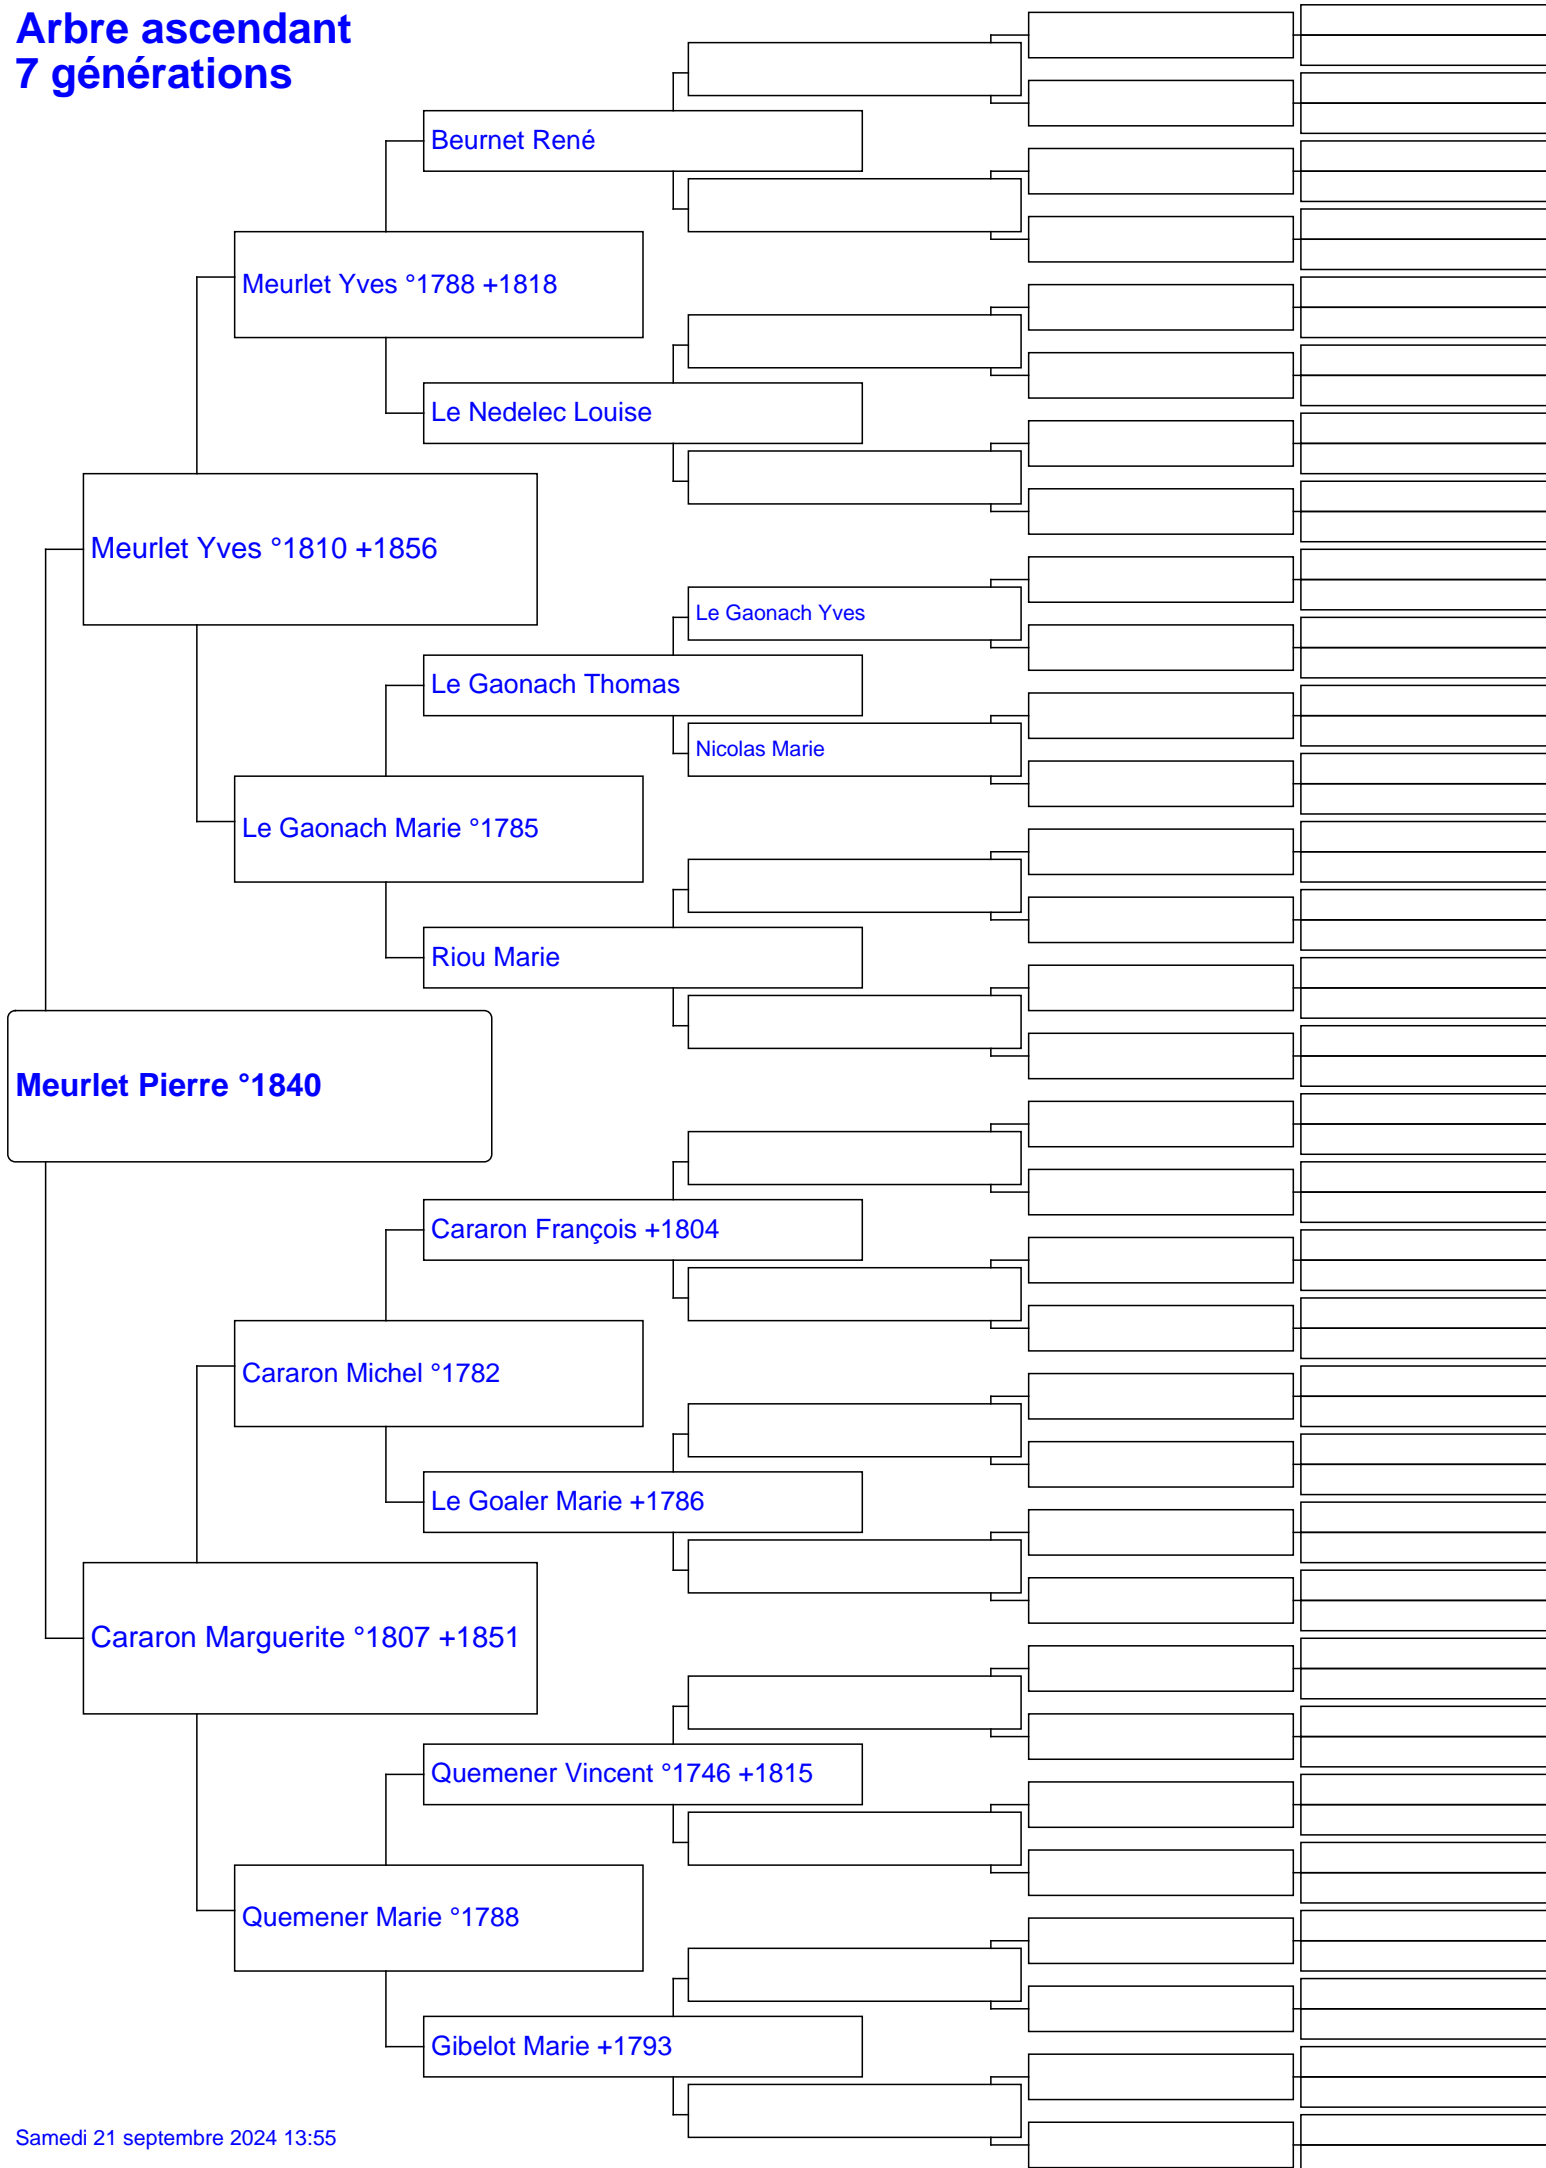 Arbre ascendant
7 générations
Beurnet René
Meurlet Yves °1788 +1818
Le Nedelec Louise
Meurlet Yves °1810 +1856
Le Gaonach Yves
Le Gaonach Thomas
Nicolas Marie
Le Gaonach Marie °1785
Riou Marie
Meurlet Pierre °1840
Cararon François +1804
Cararon Michel °1782
Le Goaler Marie +1786
Cararon Marguerite °1807 +1851
Quemener Vincent °1746 +1815
Quemener Marie °1788
Gibelot Marie +1793
Samedi 21 septembre 2024 13:55